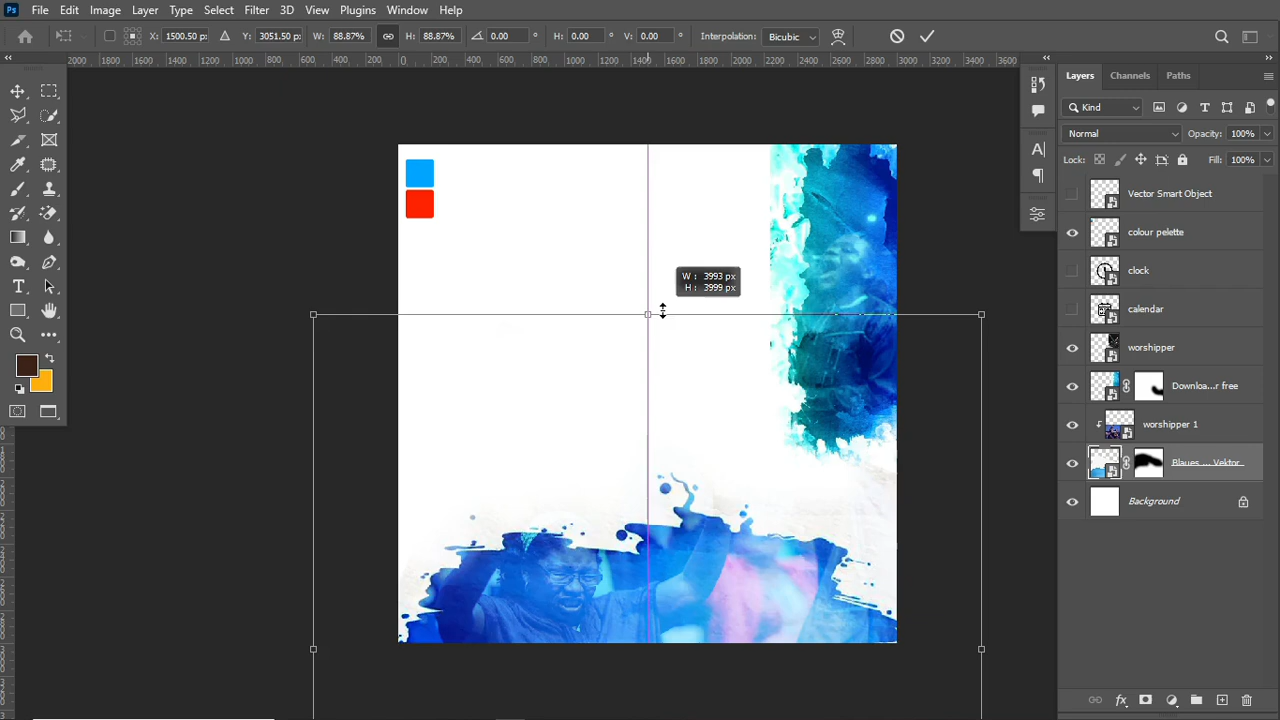 Ps File Edit Image Layer Type Select Filter 3D View Plugins Window Help
X: 1500.50 px Y: 3051.50 px W: 88.87% H: 88.87% 0.00 ° H: 0.00 ° V: 0.00 ° Interpolation: Bicubic
2000 1800 1600 1400 1200 1000 800 600 400 200 0 200 400 600 800 1000 1200 1400 1600 1800 2000 2200 2400 2600 2800 3000 3200 3400 3600
W : 3993 px
H : 3999 px
Layers Channels Paths
Kind
Normal Opacity: 100%
Lock: Fill: 100%
Vector Smart Object
colour pelette
clock
calendar
worshipper
Downloa...r free
worshipper 1
Blaues ... Vektor
Background